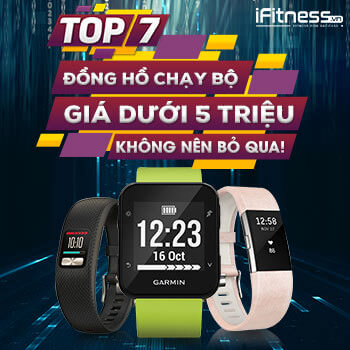 TOP 7
iFitness.vn
ĐỒNG HỒ CHẠY BỘ
GIÁ DƯỚI 5 TRIỆU
KHÔNG NÊN BỎ QUA!
10:10
12:23
16 Oct
GARMIN
12:58